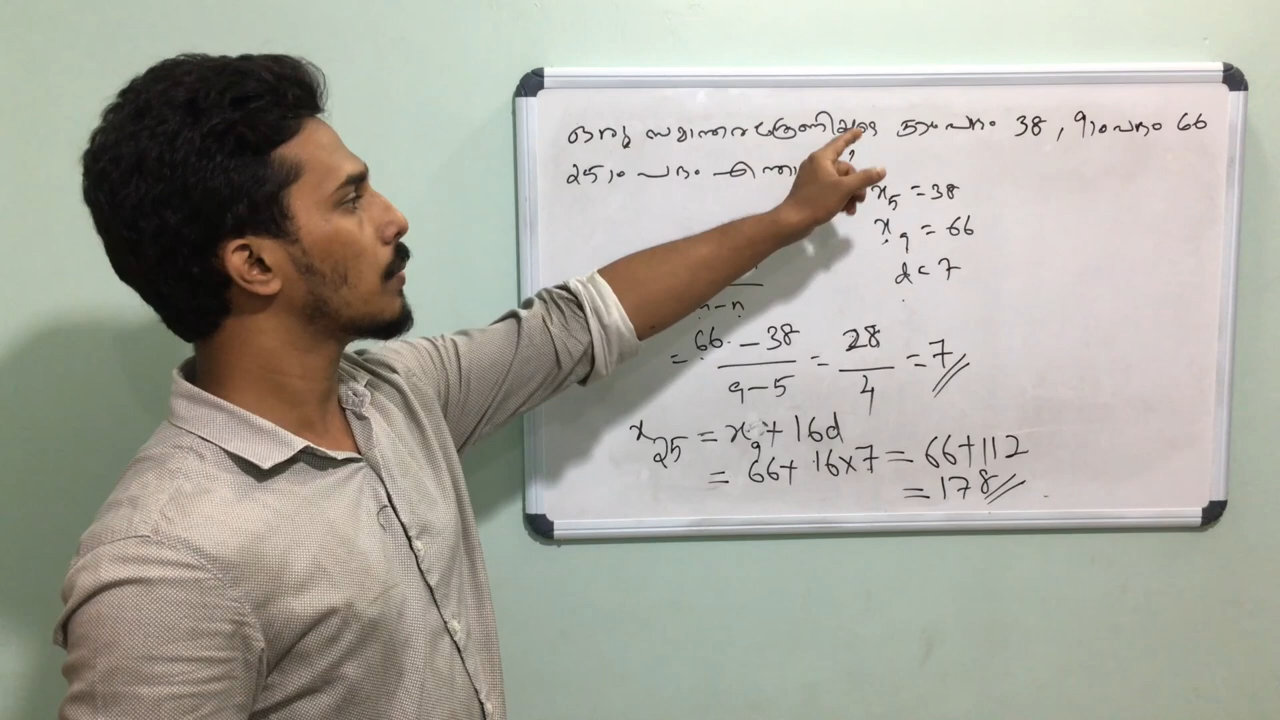 ഒരു സമാന്തരശ്രേണിയുടെ 5ാം പദം 38 , 9ാം പദം 66
25ാം പദം എന്താ ?
x₅ = 38
x₉ = 66
d = 7
m-n
= 66 - 38 / 9-5 = 28 / 4 = 7
x₂₅ = x₉ + 16d
= 66+ 16×7 = 66+112
= 178